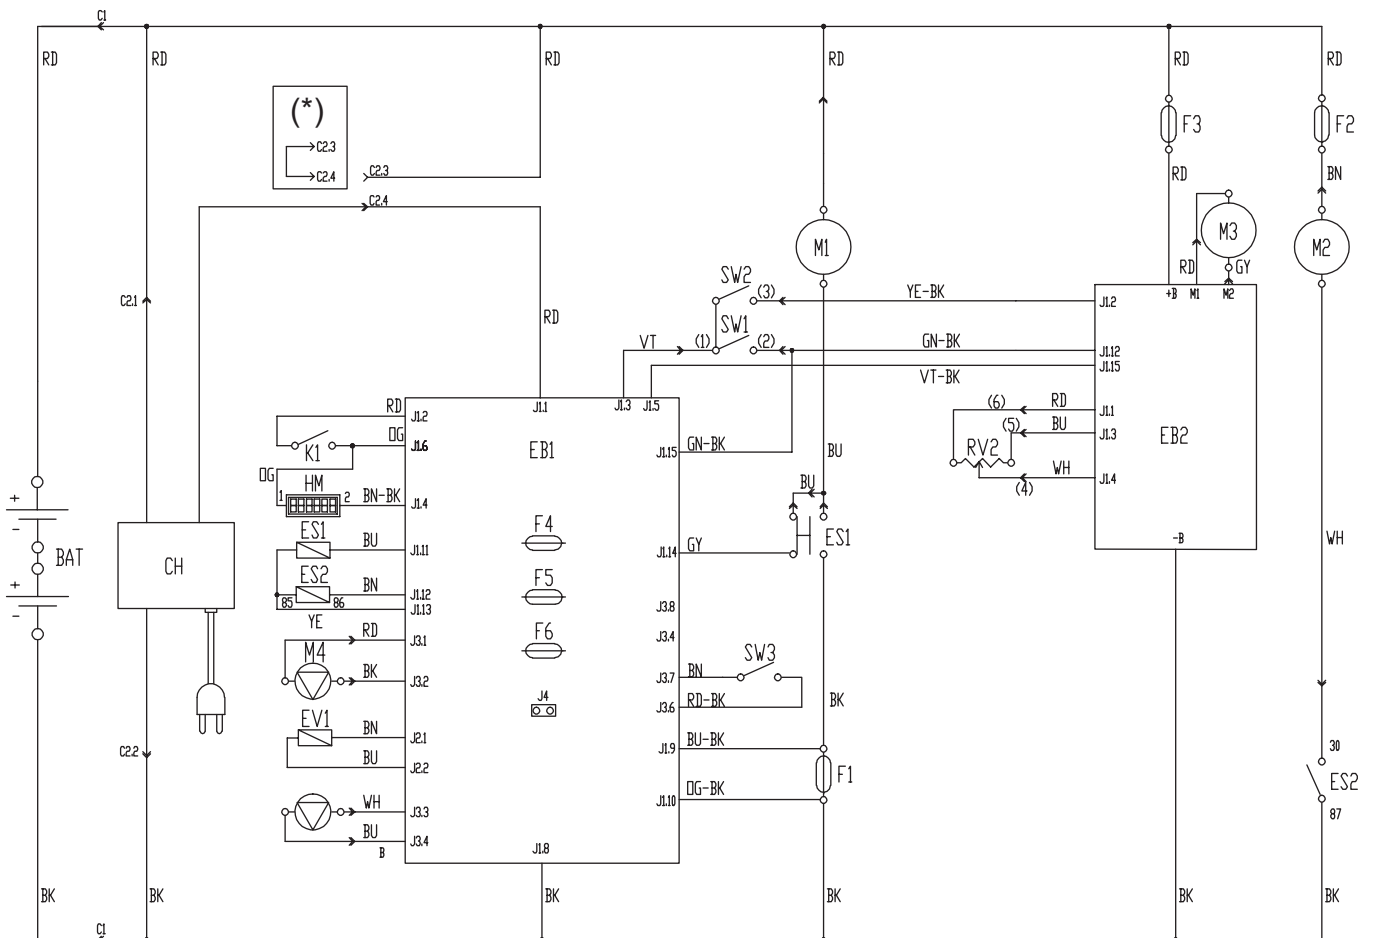 C1
RD RD RD RD RD RD
(*)
C2.3
C2.4
C2.3
C2.4
F3 F2
RD BN
M1 M3 M2
RD GY
C2.1
SW2
(3) YE-BK
+B M1 M2
J1.2
RD
SW1
VT (1) (2) GN-BK
J1.12
VT-BK J1.15
J1.1 J1.3 J1.5
RD J1.2
OG J1.6
K1
EB1
GN-BK J1.15
BU
(6) RD J1.1
(5) BU J1.3
RV2
WH J1.4
(4)
EB2
OG HM
1 2 BN-BK J1.4
BU
ES1 BU J1.11
F4
GY J1.14
ES1
-B
WH
+
-
BAT
+
-
CH
ES2 BN J1.12
85 86 J1.13
YE
F5
J3.8
RD J3.1
M4
BK J3.2
F6
J3.4
SW3
BN J3.7
RD-BK J3.6
BK
J4
EV1 BN J2.1
BU J2.2
BU-BK J1.9
F1
OG-BK J1.10
C2.2
30
ES2
87
WH J3.3
BU J3.4
B
J1.8
BK BK BK BK BK BK
C1